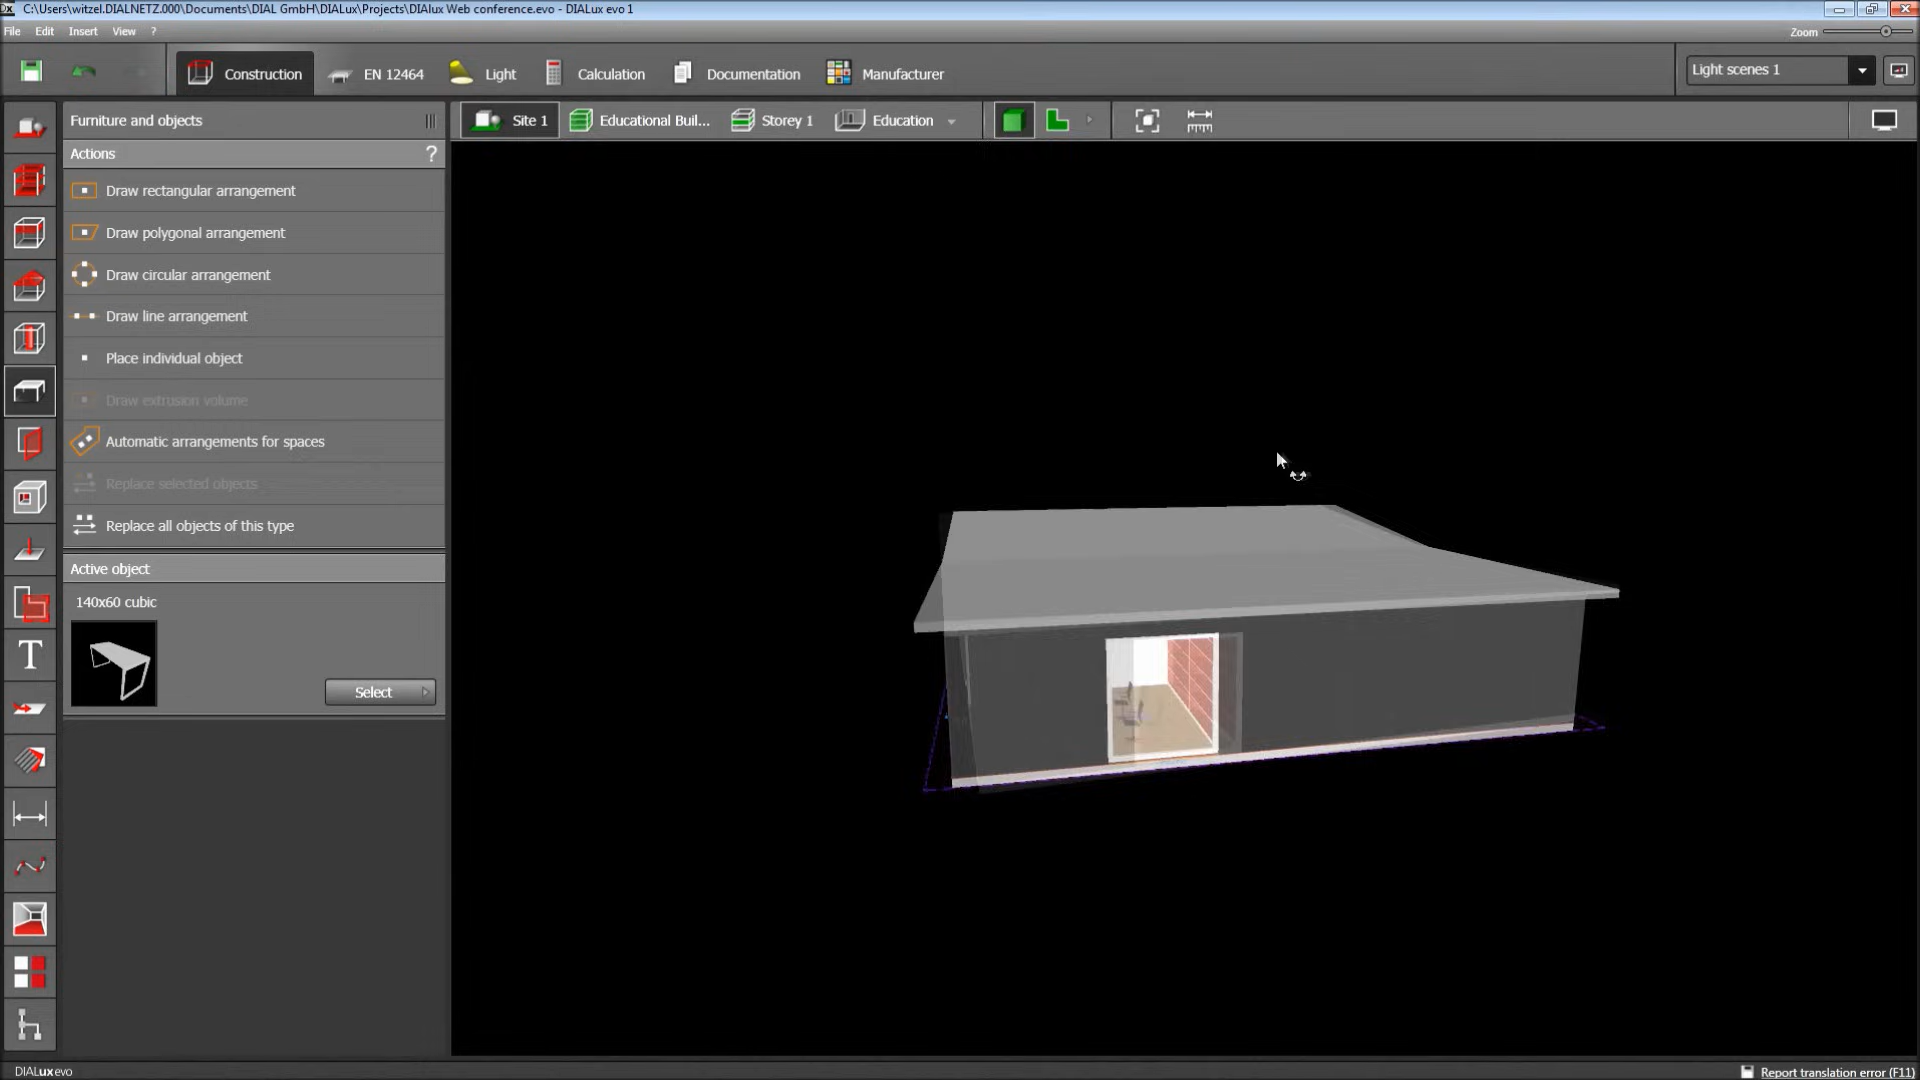 C:\Users\witzel.DIALNETZ.000\Documents\DIAL GmbH\DIALux\Projects\DIAlux Web conference.evo - DIALux evo 1
File Edit Insert View ?
Zoom
Construction EN 12464 Light Calculation Documentation Manufacturer
Light scenes 1
Furniture and objects
Site 1 Educational Buil... Storey 1 Education
Actions ?
Draw rectangular arrangement
Draw polygonal arrangement
Draw circular arrangement
Draw line arrangement
Place individual object
Draw extrusion volume
Automatic arrangements for spaces
Replace selected objects
Replace all objects of this type
Active object
140x60 cubic
Select
T
DIALux evo
Report translation error (F11)